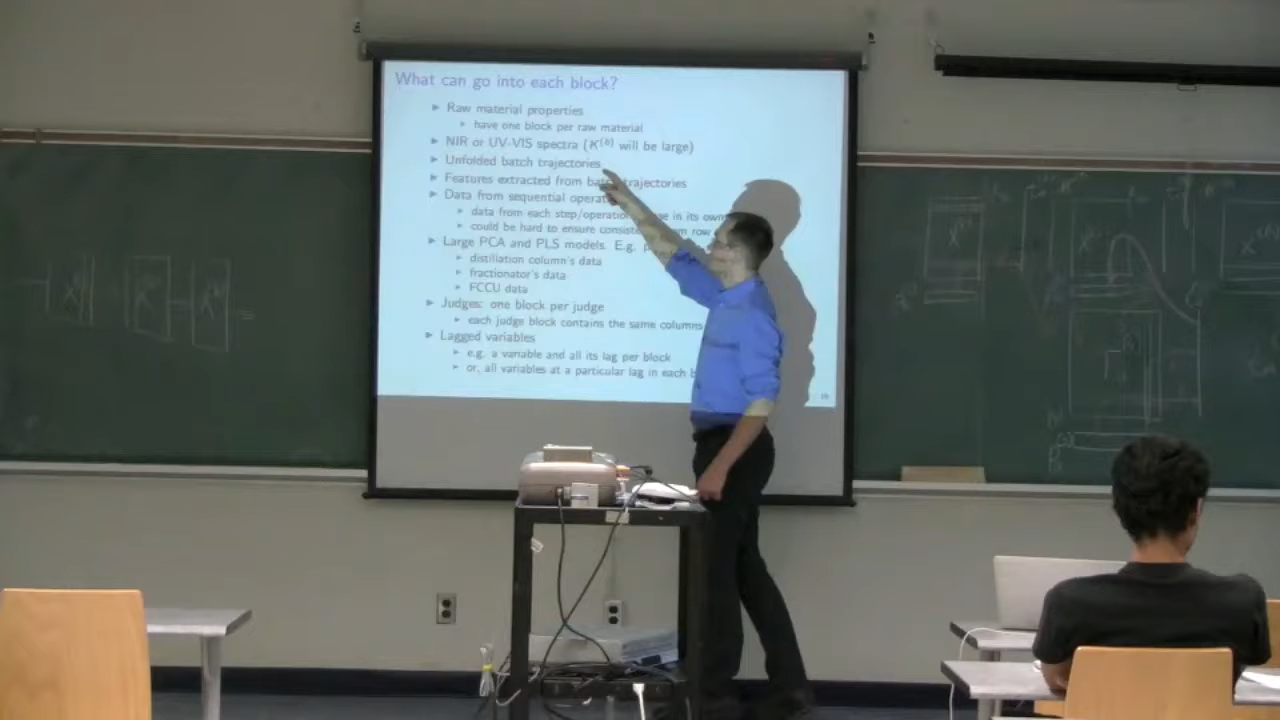 What can go into each block?
Raw material properties
have one block per raw material
NIR or UV-VIS spectra (K^(b) will be large)
Unfolded batch trajectories
Features extracted from batch trajectories
Data from sequential
data from each step/operation in its own
could be hard to ensure row
Large PCA and PLS models. E.g.
distillation column's data
fractionator's data
FCCU data
Judges: one block per judge
each judge block contains the same columns
Lagged variables
e.g. a variable and all its lag per block
or, all variables at a particular lag in each